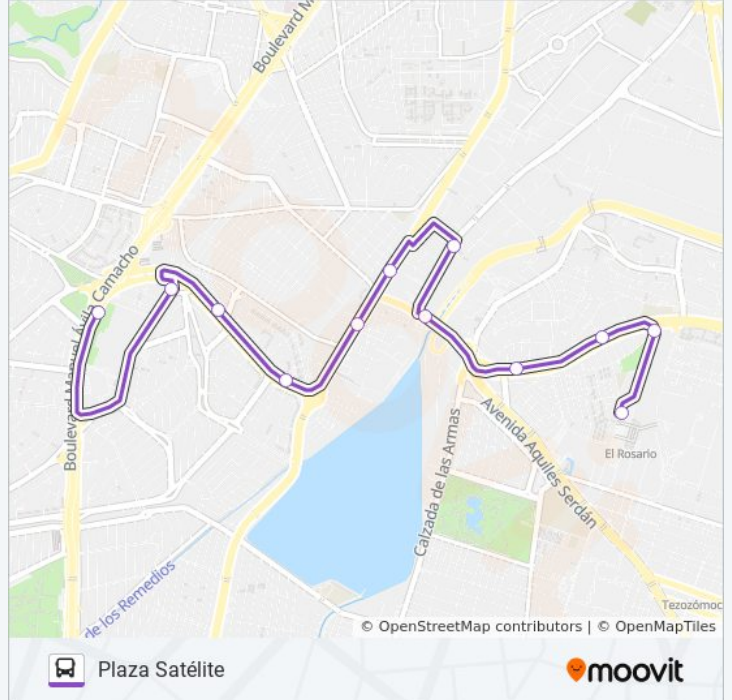 Boulevard M
Boulevard Manuel Ávila Camacho
Calzada de las Armas
Avenida Aquiles Serdán
El Rosario
de los Remedios
Tezozómoc
© OpenStreetMap contributors | © OpenMapTiles
Plaza Satélite
moovit